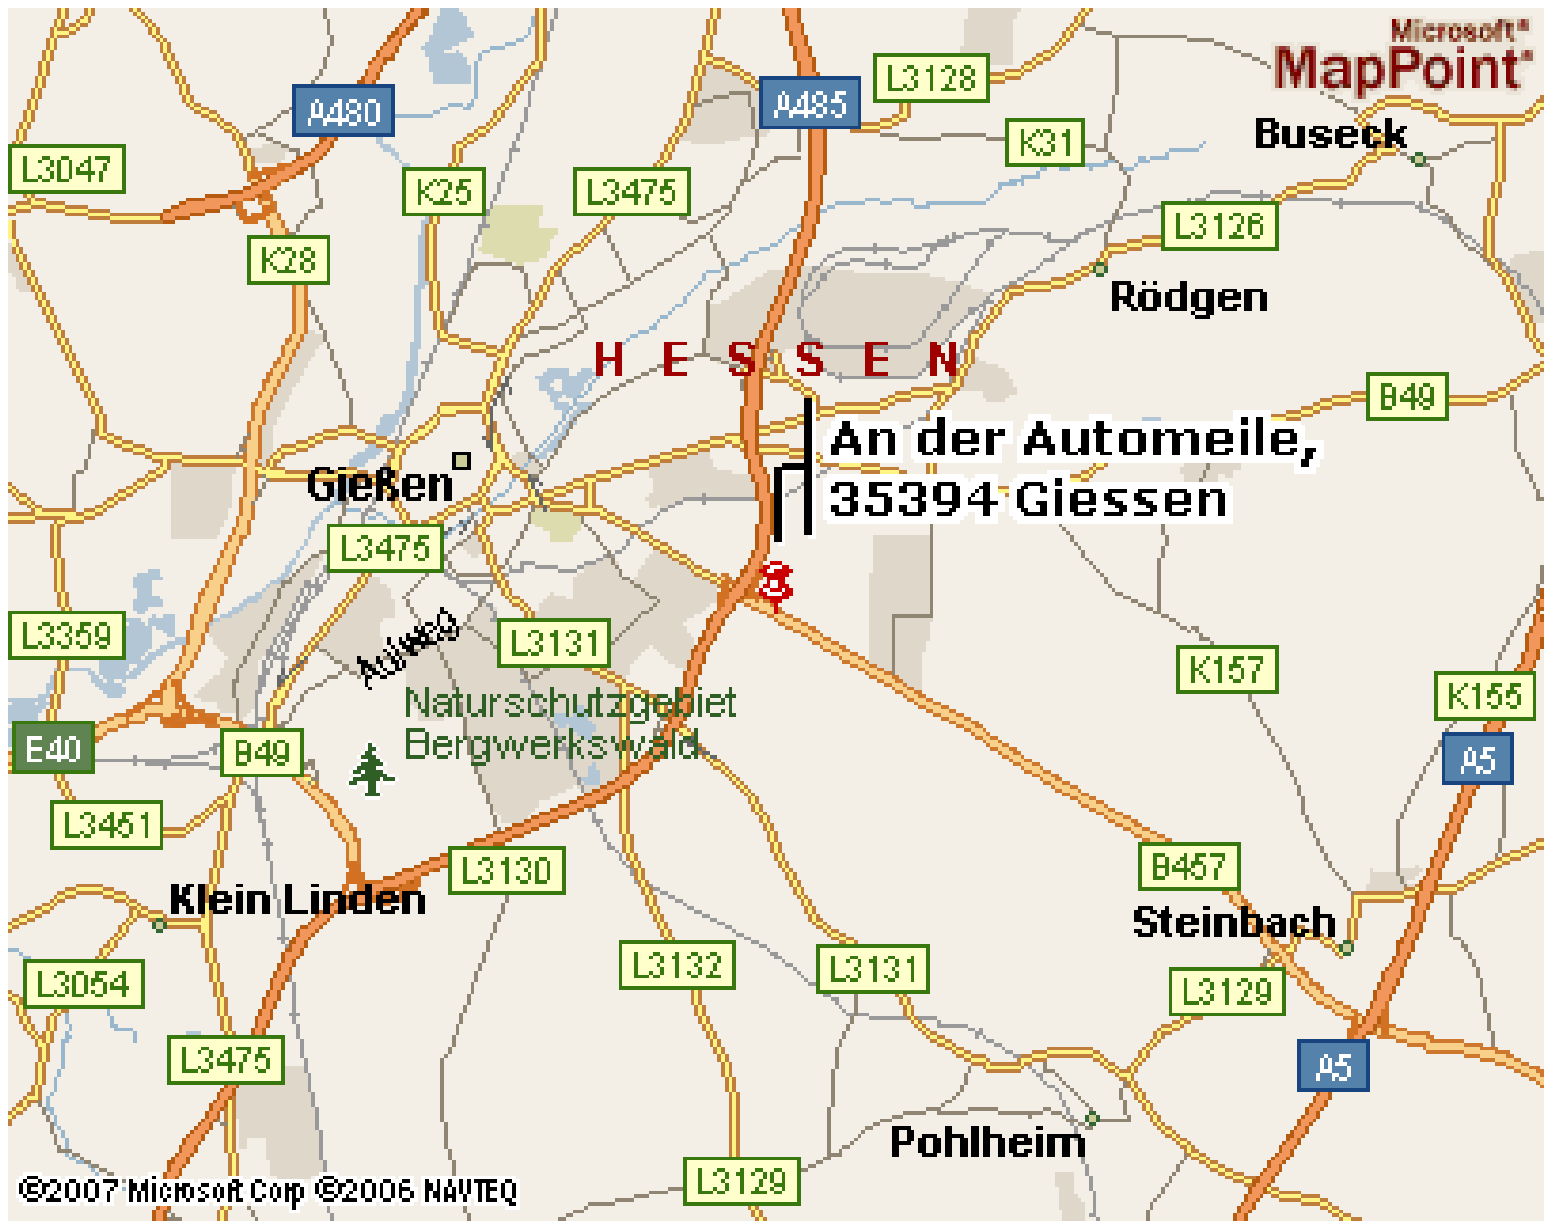 Microsoft®
MapPoint®
A480
A485
L3128
K31
Buseck
L3047
K25
L3475
L3126
K28
Rödgen
HESSEN
B49
An der Automeile,
35394 Giessen
Gießen
L3475
L3359
Auweg
L3131
K157
K155
Naturschutzgebiet
Bergwerkswald
E40
B49
A5
L3451
L3130
B457
Klein Linden
Steinbach
L3054
L3132
L3131
L3129
L3475
A5
Pohlheim
L3129
©2007 Microsoft Corp ©2006 NAVTEQ